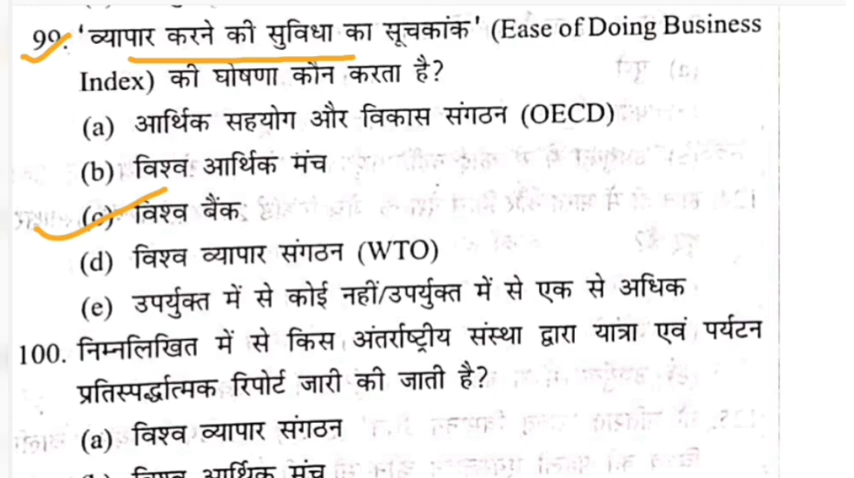 99. 'व्यापार करने की सुविधा का सूचकांक' (Ease of Doing Business
Index) की घोषणा कौन करता है?
(a) आर्थिक सहयोग और विकास संगठन (OECD)
(b) विश्व आर्थिक मंच
(c) विश्व बैंक
(d) विश्व व्यापार संगठन (WTO)
(e) उपर्युक्त में से कोई नहीं/उपर्युक्त में से एक से अधिक
100. निम्नलिखित में से किस अंतर्राष्ट्रीय संस्था द्वारा यात्रा एवं पर्यटन
प्रतिस्पर्द्धात्मक रिपोर्ट जारी की जाती है?
(a) विश्व व्यापार संगठन
विश्व आर्थिक मंच